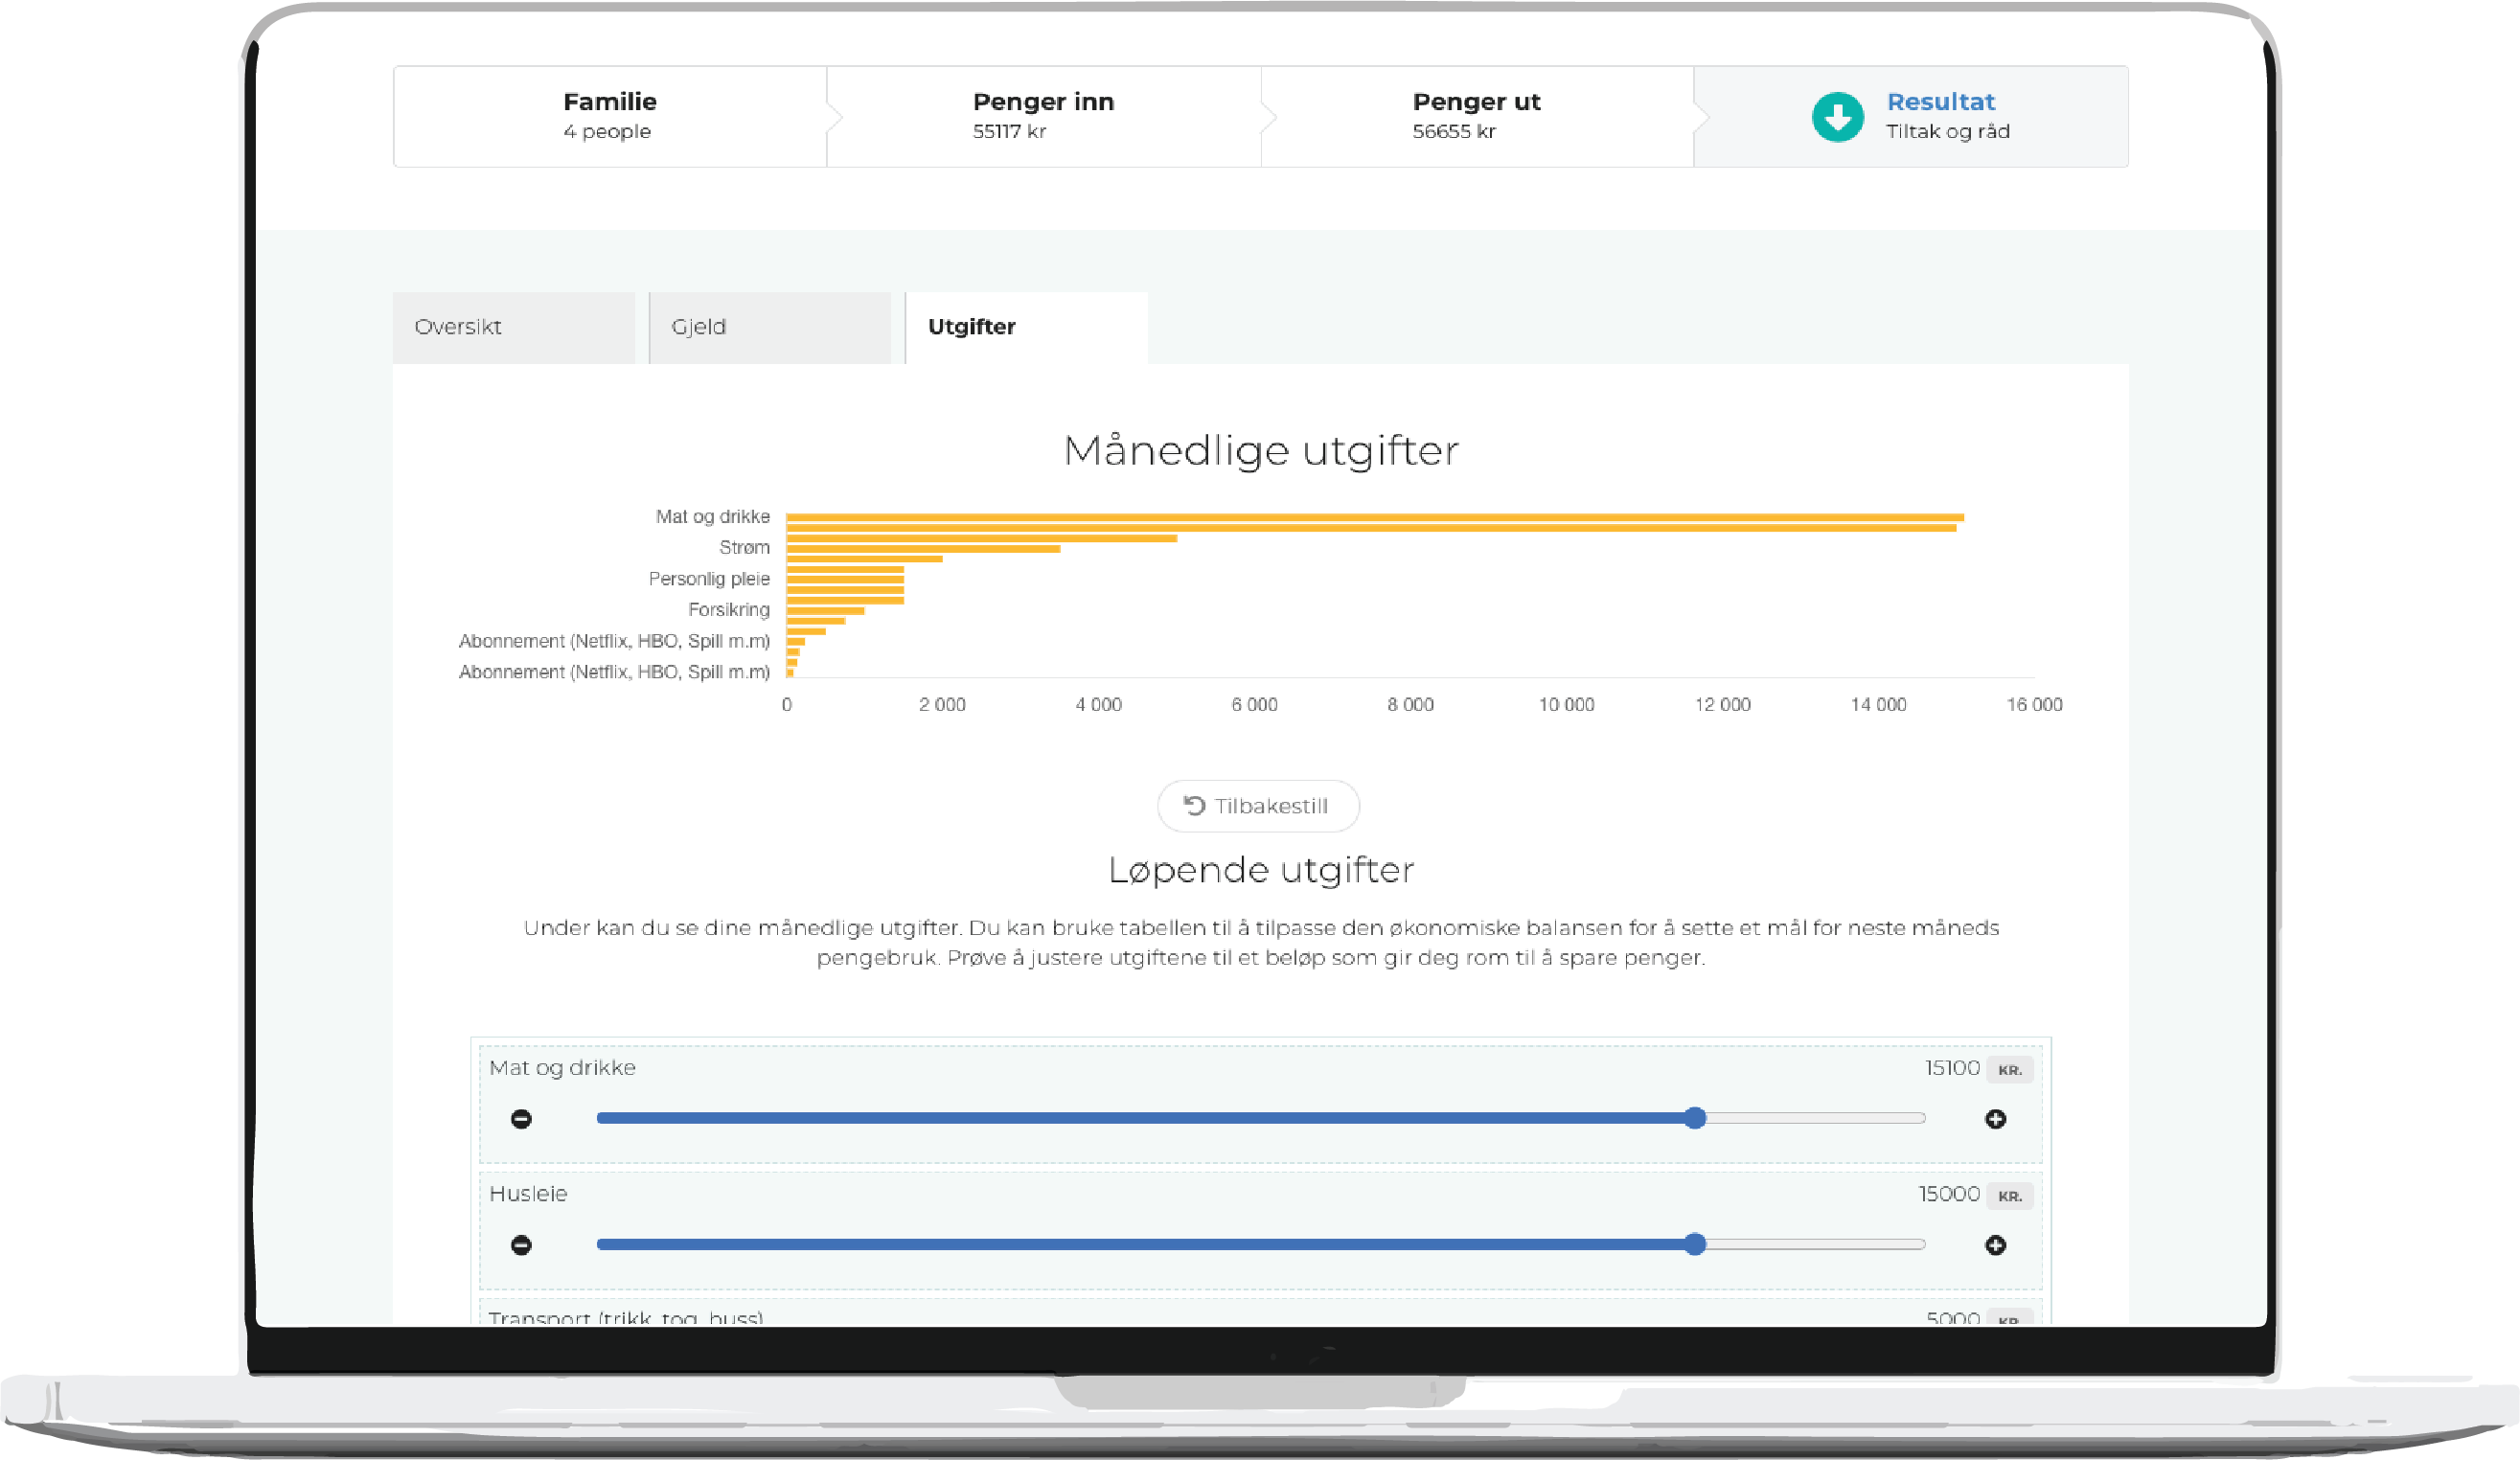 Familie
4 people
Penger inn
55117 kr
Penger ut
56655 kr
Resultat
Tiltak og råd
Oversikt
Gjeld
Utgifter
Månedlige utgifter
Mat og drikke
Strøm
Personlig pleie
Forsikring
Abonnement (Netflix, HBO, Spill m.m)
Abonnement (Netflix, HBO, Spill m.m)
0 2 000 4 000 6 000 8 000 10 000 12 000 14 000 16 000
Tilbakestill
Løpende utgifter
Under kan du se dine månedlige utgifter. Du kan bruke tabellen til å tilpasse den økonomiske balansen for å sette et mål for neste måneds
pengebruk. Prøve å justere utgiftene til et beløp som gir deg rom til å spare penger.
Mat og drikke 15100 KR.
Husleie 15000 KR.
Transport (trikk, tog, buss) 5000 KR.